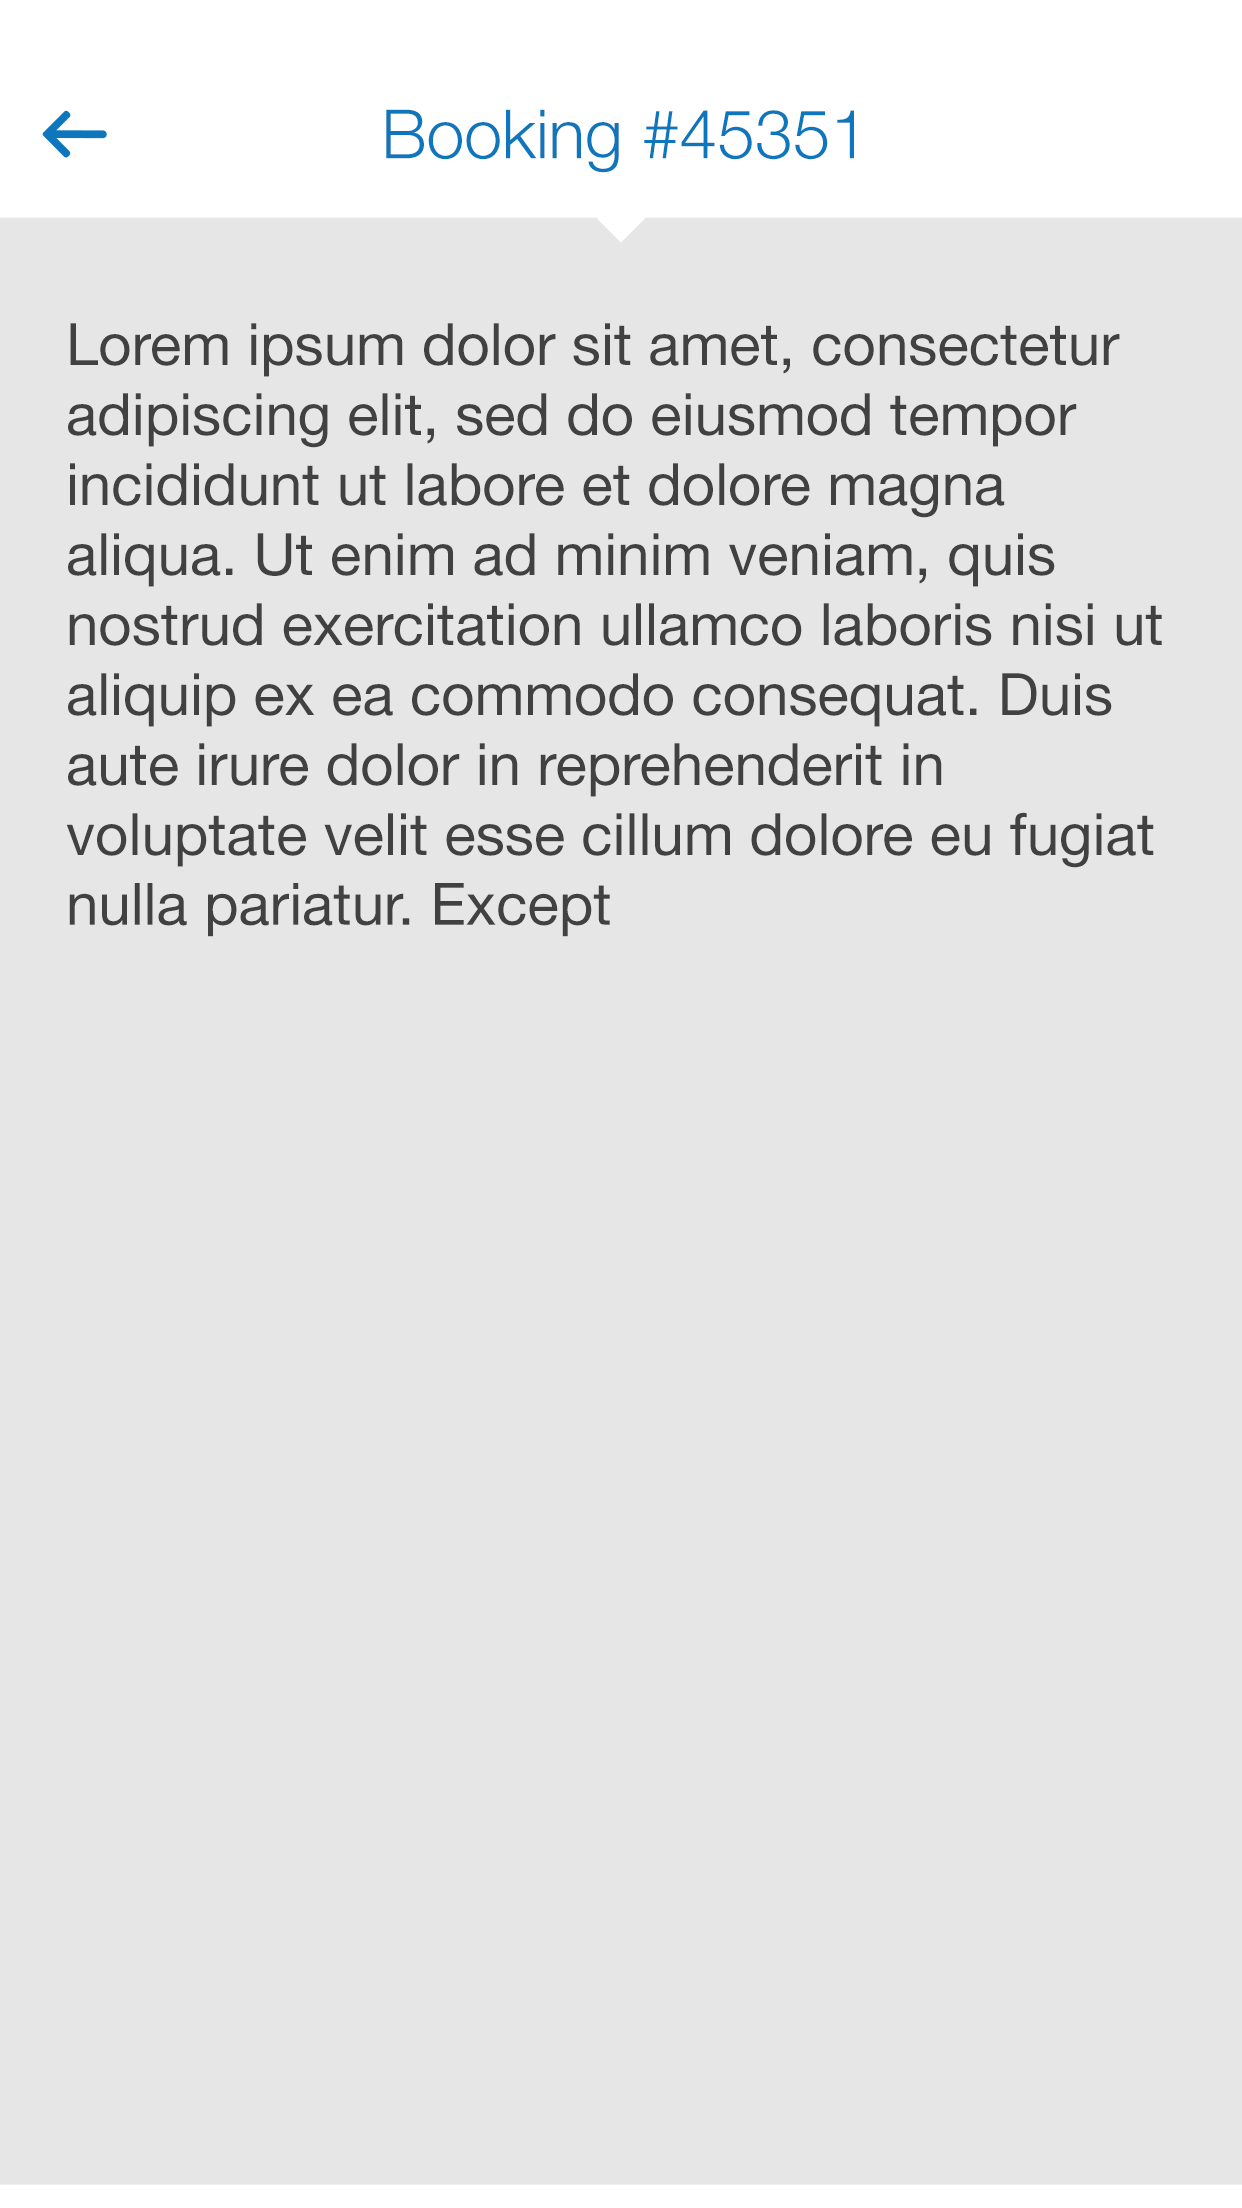 Booking #45351
Lorem ipsum dolor sit amet, consectetur
adipiscing elit, sed do eiusmod tempor
incididunt ut labore et dolore magna
aliqua. Ut enim ad minim veniam, quis
nostrud exercitation ullamco laboris nisi ut
aliquip ex ea commodo consequat. Duis
aute irure dolor in reprehenderit in
voluptate velit esse cillum dolore eu fugiat
nulla pariatur. Except